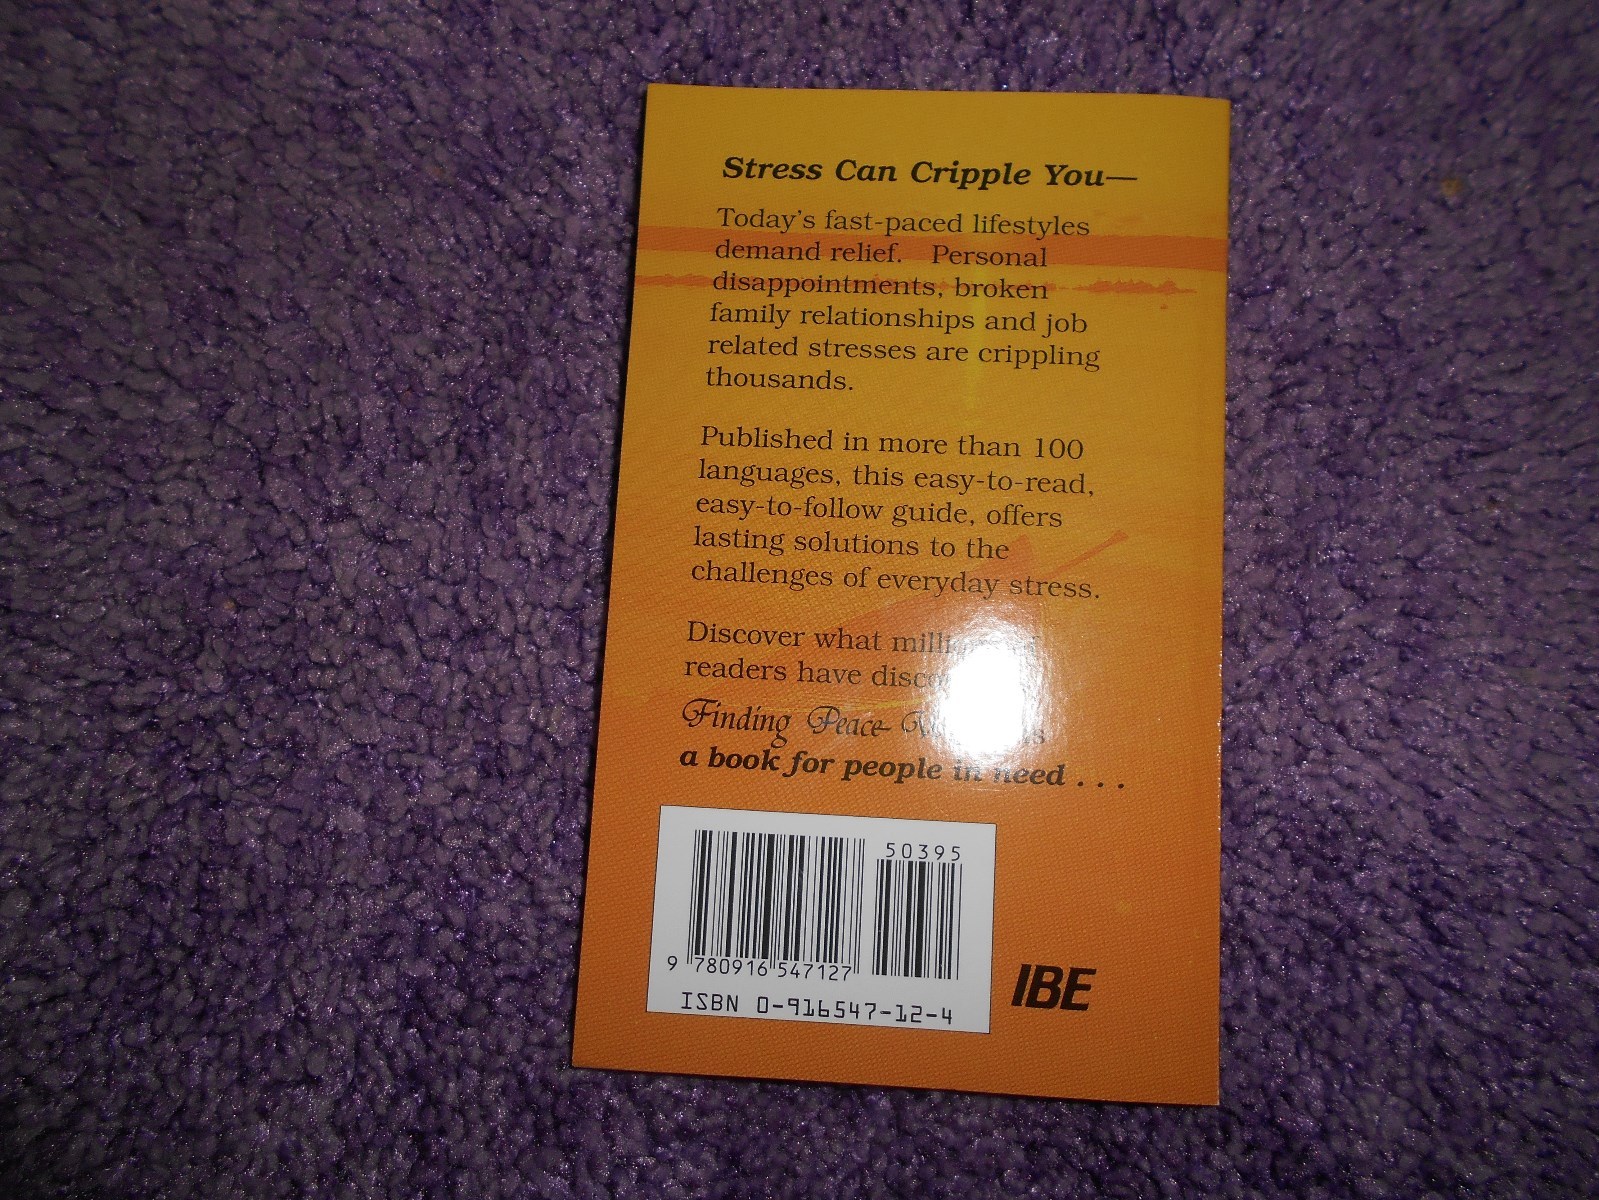 Stress Can Cripple You—
Today's fast-paced lifestyles
demand relief. Personal
disappointments, broken
family relationships and job
related stresses are crippling
thousands.
Published in more than 100
languages, this easy-to-read,
easy-to-follow guide, offers
lasting solutions to the
challenges of everyday stress.
Discover what
readers have
Finding Peace
a book for people in need . . .
50395
9 780916 547127
ISBN 0-916547-12-4
IBE